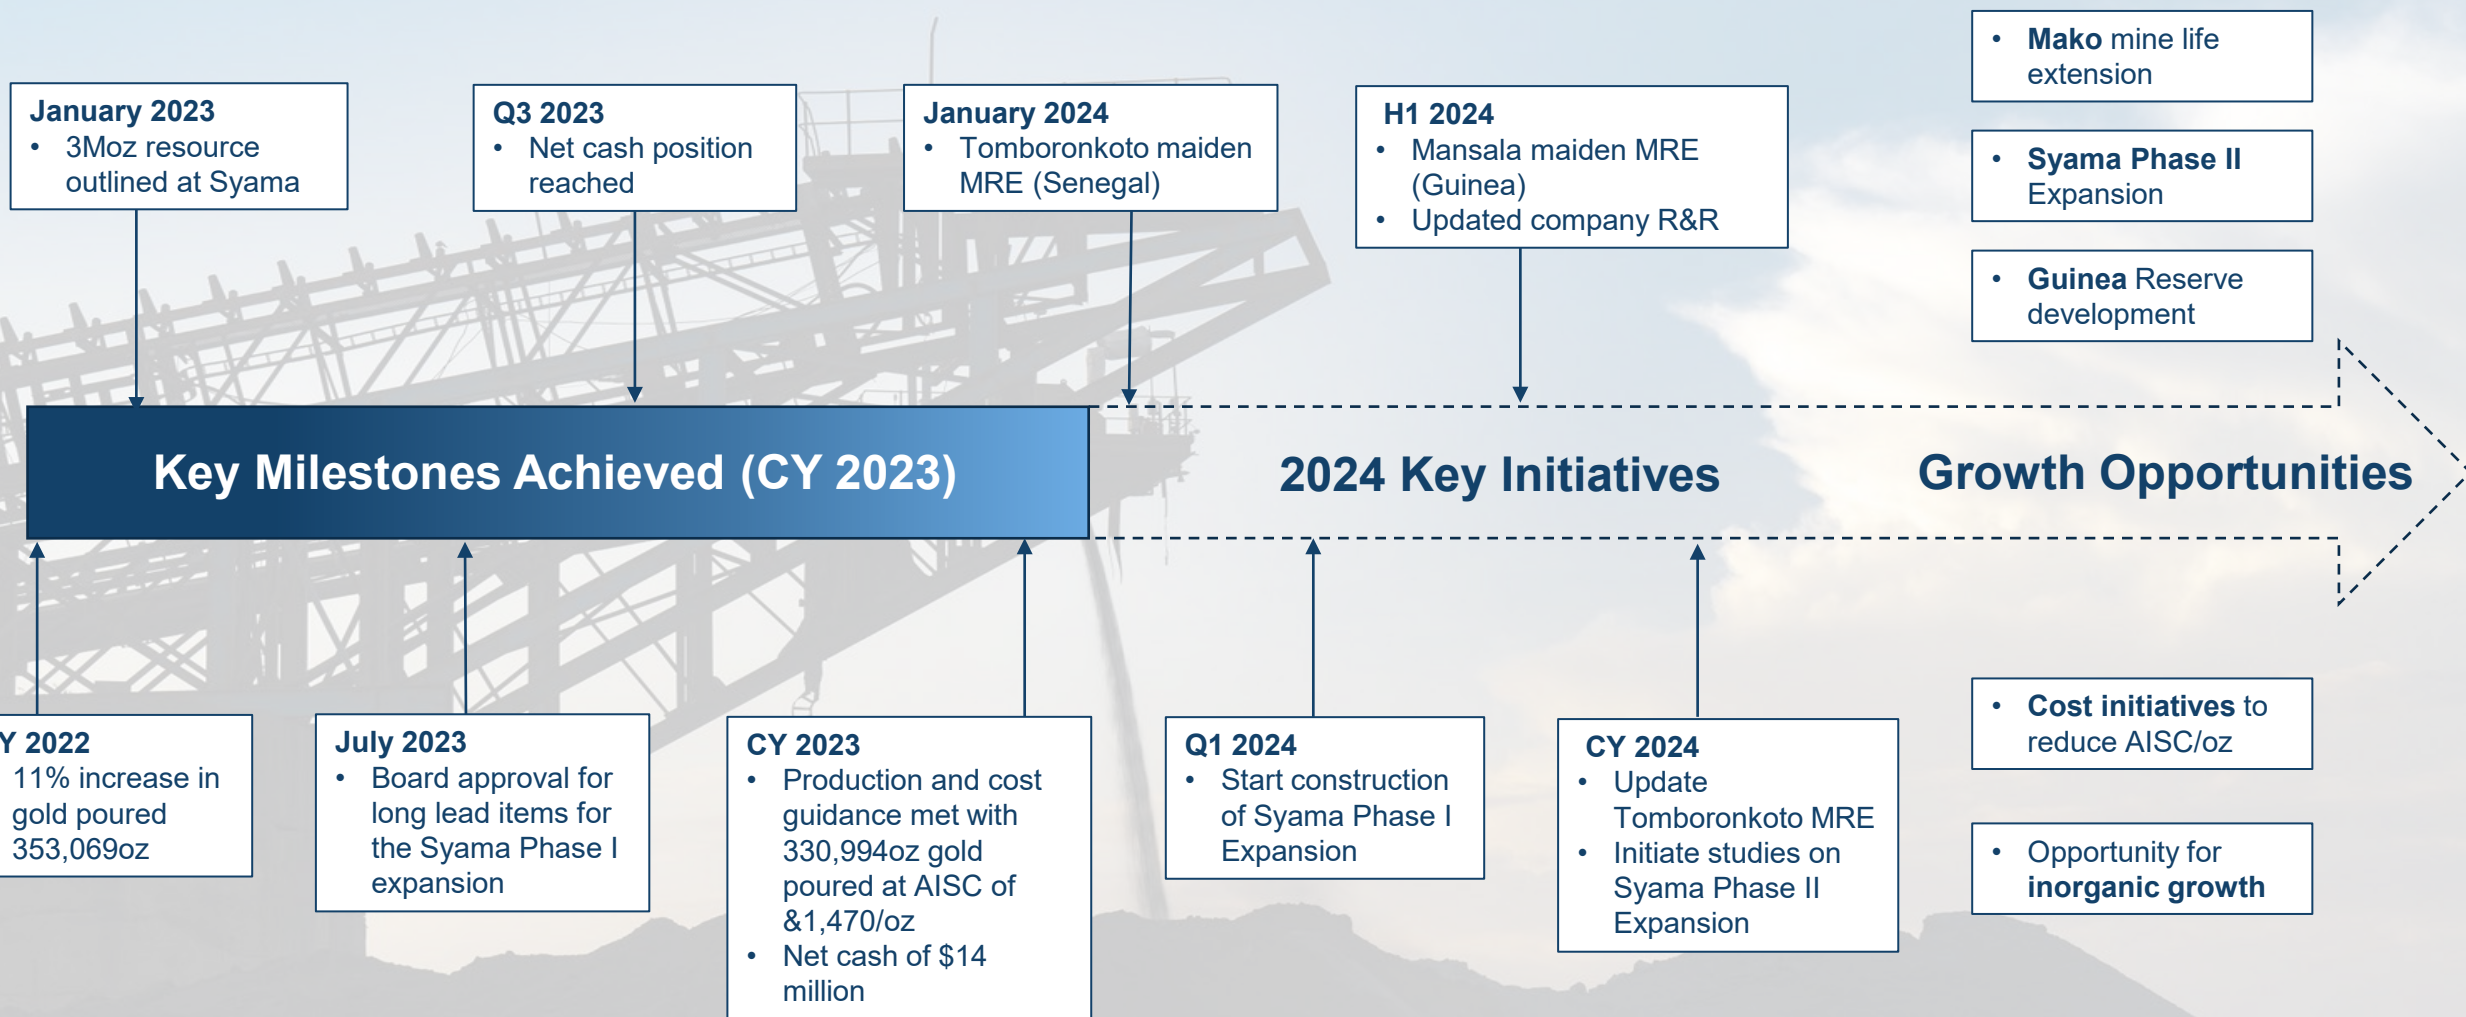 January 2023
• 3Moz resource
outlined at Syama
Q3 2023
• Net cash position
reached
January 2024
• Tomboronkoto maiden
MRE (Senegal)
H1 2024
• Mansala maiden MRE
(Guinea)
• Updated company R&R
• Mako mine life
extension
• Syama Phase II
Expansion
• Guinea Reserve
development
Key Milestones Achieved (CY 2023)
2024 Key Initiatives
Growth Opportunities
Y 2022
11% increase in
gold poured
353,069oz
July 2023
• Board approval for
long lead items for
the Syama Phase I
expansion
CY 2023
• Production and cost
guidance met with
330,994oz gold
poured at AISC of
&1,470/oz
• Net cash of $14
million
Q1 2024
• Start construction
of Syama Phase I
Expansion
CY 2024
• Update
Tomboronkoto MRE
• Initiate studies on
Syama Phase II
Expansion
• Cost initiatives to
reduce AISC/oz
• Opportunity for
inorganic growth